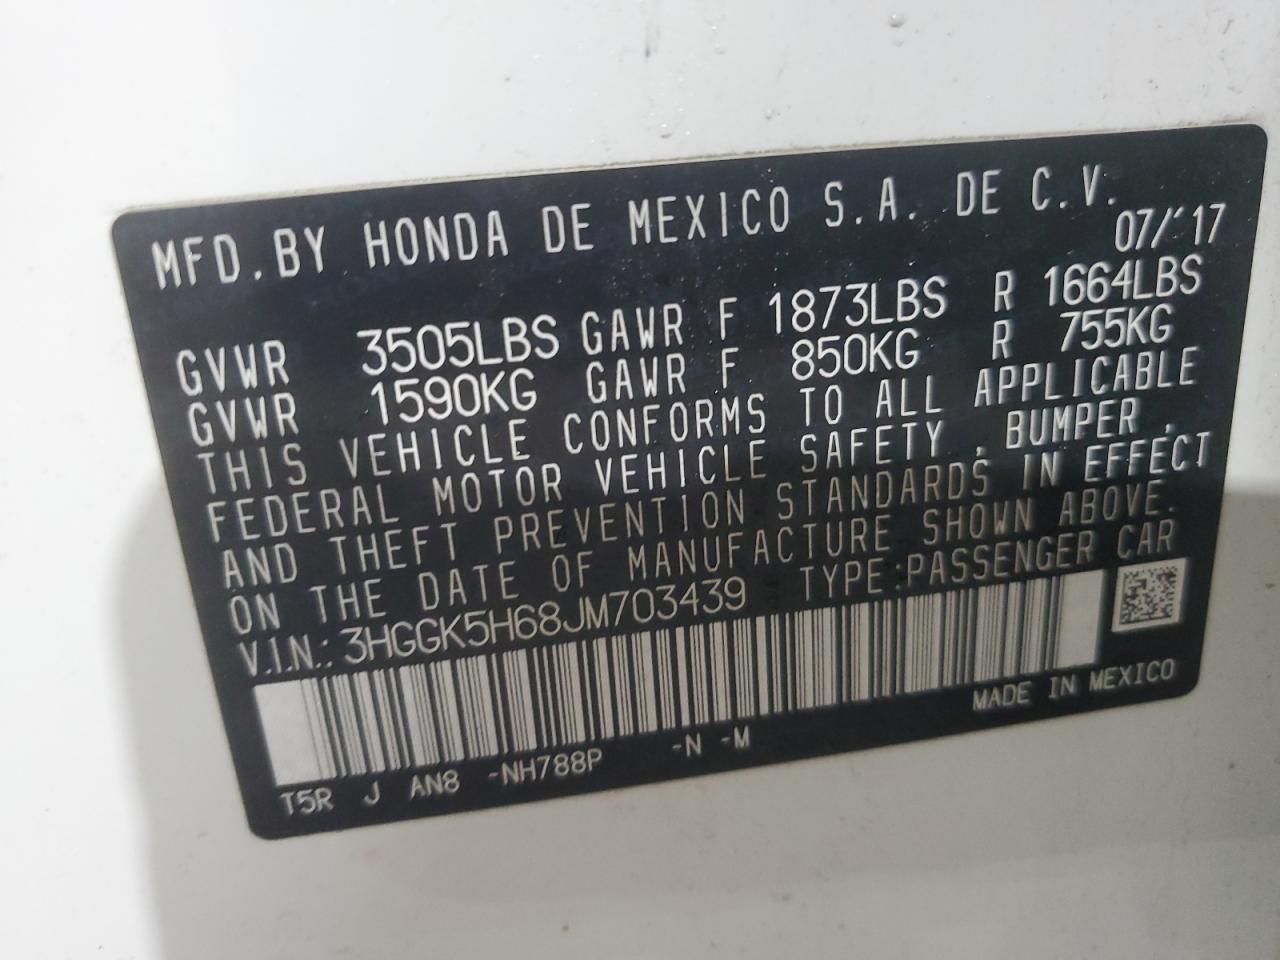 MFD.BY HONDA DE MEXICO S.A. DE C.V.
07/'17
GVWR 3505LBS GAWR F 1873LBS R 1664LBS
GVWR 1590KG GAWR F 850KG R 755KG
THIS VEHICLE CONFORMS TO ALL APPLICABLE
FEDERAL MOTOR VEHICLE SAFETY, BUMPER,
AND THEFT PREVENTION STANDARDS IN EFFECT
ON THE DATE OF MANUFACTURE SHOWN ABOVE.
V.I.N.: 3HGGK5H68JM703439 TYPE:PASSENGER CAR
MADE IN MEXICO
T5R J AN8 -NH788P -N -M